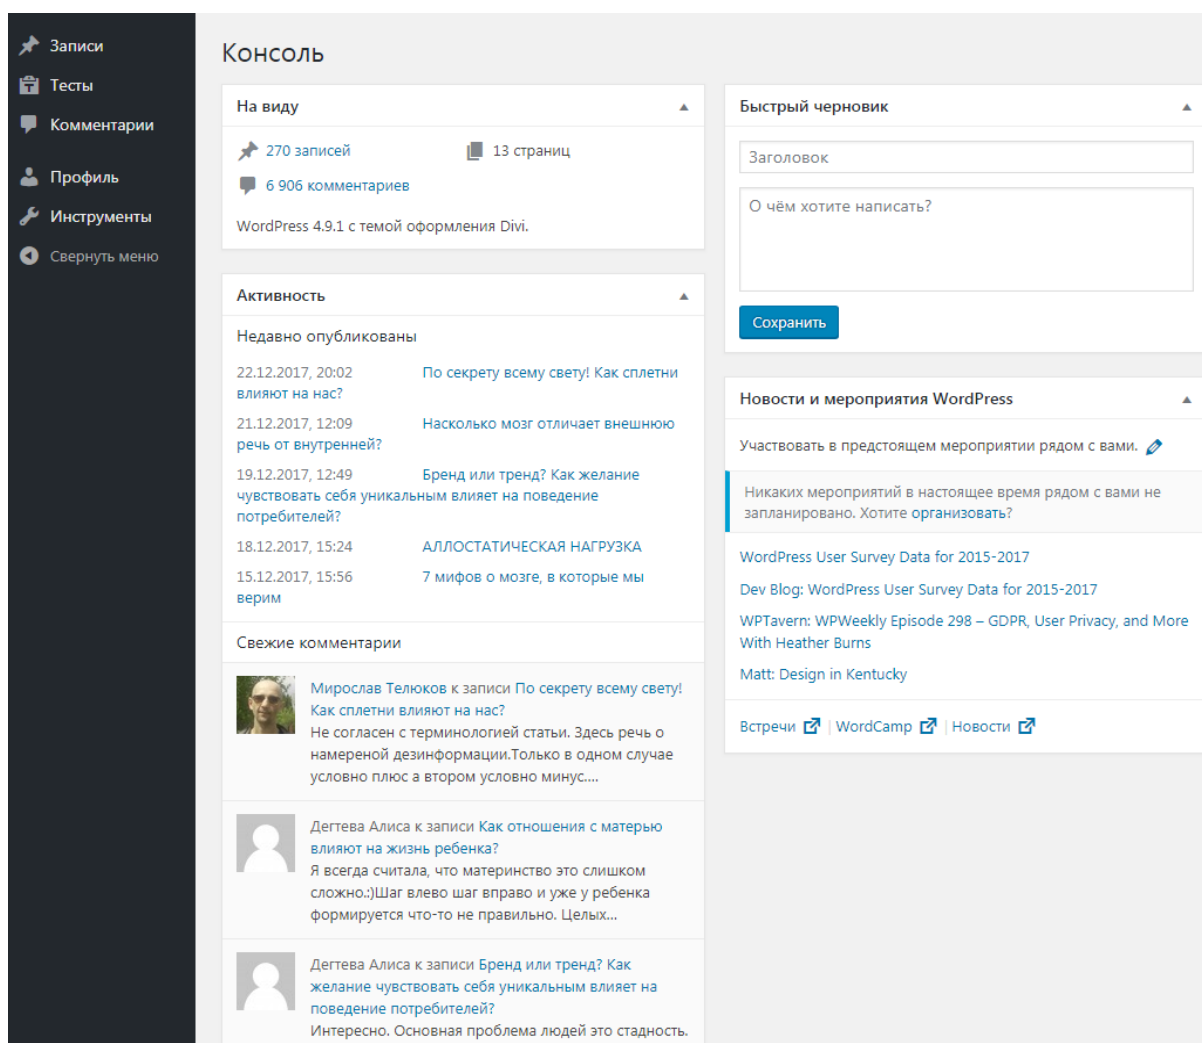 Записи
Тесты
Комментарии
Профиль
Инструменты
Свернуть меню
Консоль
На виду
270 записей
13 страниц
6 906 комментариев
WordPress 4.9.1 с темой оформления Divi.
Активность
Недавно опубликованы
22.12.2017, 20:02 По секрету всему свету! Как сплетни
влияют на нас?
21.12.2017, 12:09 Насколько мозг отличает внешнюю
речь от внутренней?
19.12.2017, 12:49 Бренд или тренд? Как желание
чувствовать себя уникальным влияет на поведение
потребителей?
18.12.2017, 15:24 АЛЛОСТАТИЧЕСКАЯ НАГРУЗКА
15.12.2017, 15:56 7 мифов о мозге, в которые мы
верим
Свежие комментарии
Мирослав Телюков к записи По секрету всему свету!
Как сплетни влияют на нас?
Не согласен с терминологией статьи. Здесь речь о
намереной дезинформации.Только в одном случае
условно плюс а втором условно минус....
Дегтева Алиса к записи Как отношения с матерью
влияют на жизнь ребенка?
Я всегда считала, что материнство это слишком
сложно.:)Шаг влево шаг вправо и уже у ребенка
формируется что-то не правильно. Целых...
Дегтева Алиса к записи Бренд или тренд? Как
желание чувствовать себя уникальным влияет на
поведение потребителей?
Интересно. Основная проблема людей это стадность.
Быстрый черновик
Заголовок
О чём хотите написать?
Сохранить
Новости и мероприятия WordPress
Участвовать в предстоящем мероприятии рядом с вами.
Никаких мероприятий в настоящее время рядом с вами не
запланировано. Хотите организовать?
WordPress User Survey Data for 2015-2017
Dev Blog: WordPress User Survey Data for 2015-2017
WPTavern: WPWeekly Episode 298 – GDPR, User Privacy, and More
With Heather Burns
Matt: Design in Kentucky
Встречи | WordCamp | Новости